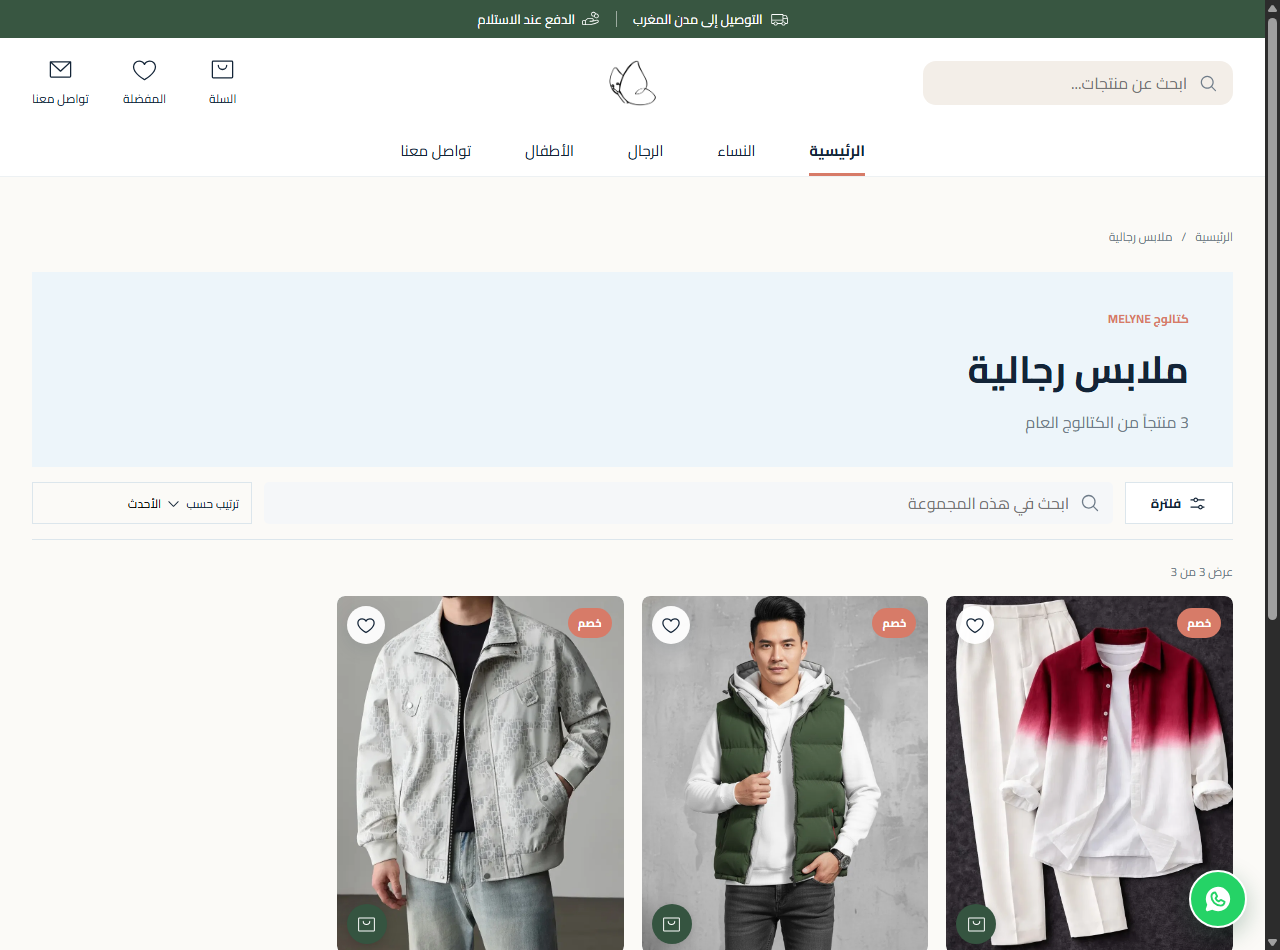 التوصيل إلى مدن المغرب
الدفع عند الاستلام
ابحث عن منتجات...
السلة
المفضلة
تواصل معنا
الرئيسية
النساء
الرجال
الأطفال
تواصل معنا
الرئيسية / ملابس رجالية
كتالوج MELYNE
ملابس رجالية
3 منتجاً من الكتالوج العام
فلترة
ابحث في هذه المجموعة
ترتيب حسب الأحدث
عرض 3 من 3
خصم
خصم
خصم